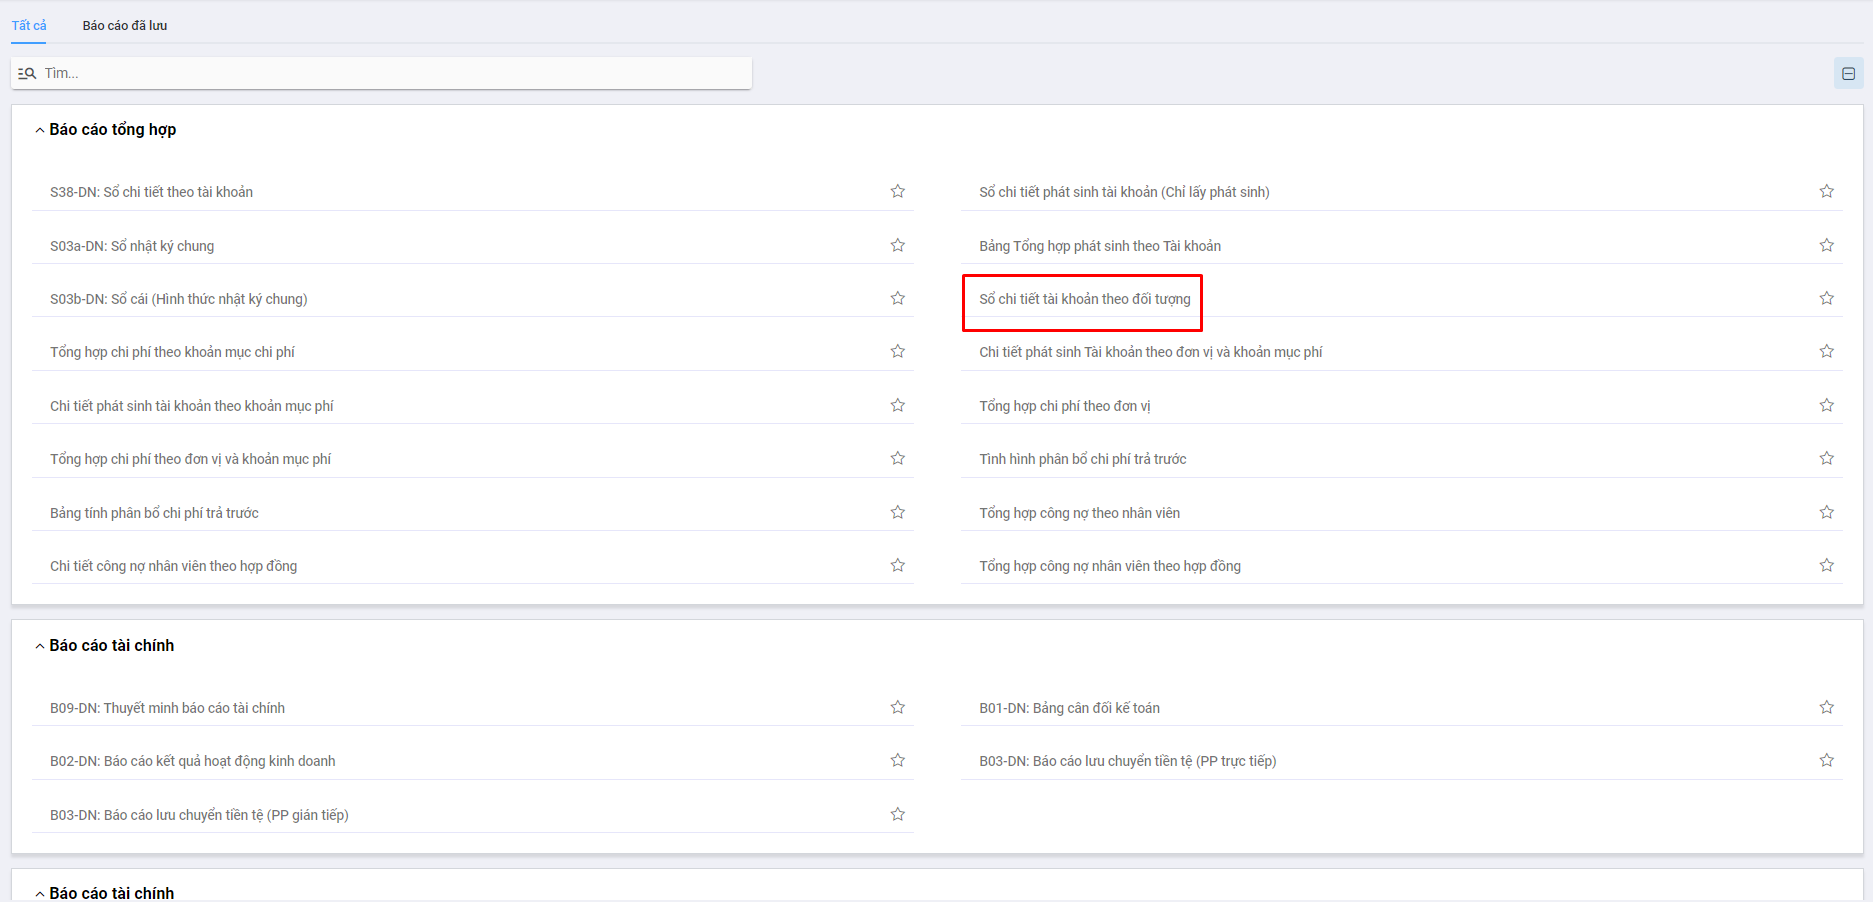 Tất cả
Báo cáo đã lưu
Tìm...
Báo cáo tổng hợp
S38-DN: Sổ chi tiết theo tài khoản
Sổ chi tiết phát sinh tài khoản (Chỉ lấy phát sinh)
S03a-DN: Sổ nhật ký chung
Bảng Tổng hợp phát sinh theo Tài khoản
S03b-DN: Sổ cái (Hình thức nhật ký chung)
Sổ chi tiết tài khoản theo đối tượng
Tổng hợp chi phí theo khoản mục chi phí
Chi tiết phát sinh Tài khoản theo đơn vị và khoản mục phí
Chi tiết phát sinh tài khoản theo khoản mục phí
Tổng hợp chi phí theo đơn vị
Tổng hợp chi phí theo đơn vị và khoản mục phí
Tình hình phân bổ chi phí trả trước
Bảng tính phân bổ chi phí trả trước
Tổng hợp công nợ theo nhân viên
Chi tiết công nợ nhân viên theo hợp đồng
Tổng hợp công nợ nhân viên theo hợp đồng
Báo cáo tài chính
B09-DN: Thuyết minh báo cáo tài chính
B01-DN: Bảng cân đối kế toán
B02-DN: Báo cáo kết quả hoạt động kinh doanh
B03-DN: Báo cáo lưu chuyển tiền tệ (PP trực tiếp)
B03-DN: Báo cáo lưu chuyển tiền tệ (PP gián tiếp)
Báo cáo tài chính